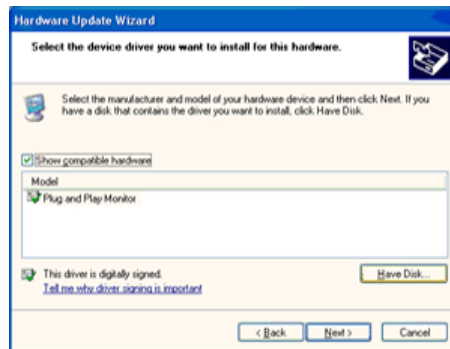 Hardware Update Wizard
Select the device driver you want to install for this hardware.
Select the manufacturer and model of your hardware device and then click Next. If you
have a disk that contains the driver you want to install, click Have Disk.
Show compatible hardware
Model
Plug and Play Monitor
This driver is digitally signed.
Tell me why driver signing is important
Have Disk...
< Back
Next >
Cancel